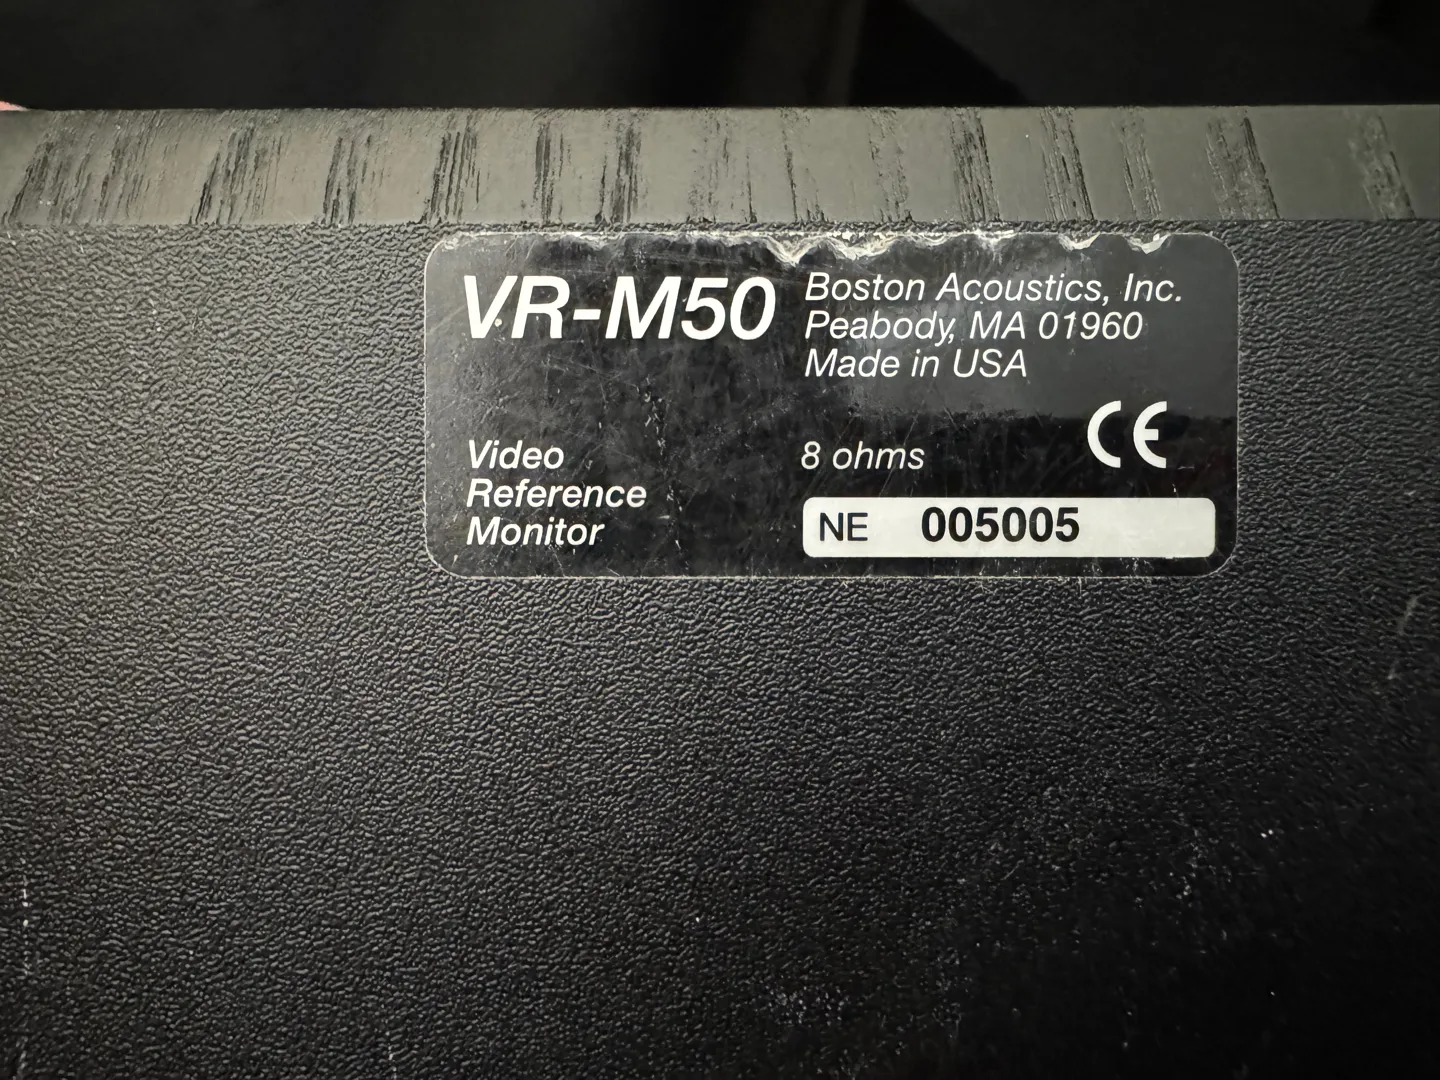 VR-M50
Boston Acoustics, Inc.
Peabody, MA 01960
Made in USA
CE
Video
Reference
Monitor
8 ohms
NE 005005